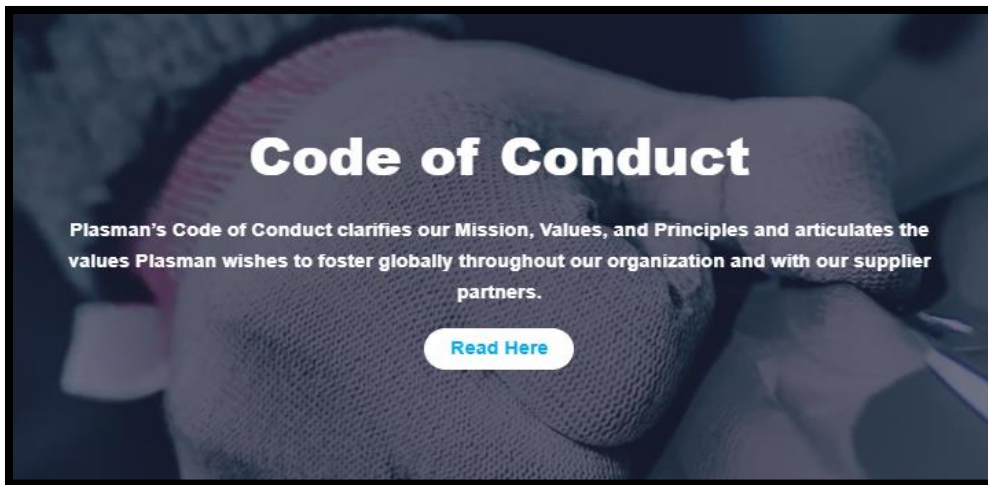 Code of Conduct
Plasman’s Code of Conduct clarifies our Mission, Values, and Principles and articulates the
values Plasman wishes to foster globally throughout our organization and with our supplier
partners.
Read Here